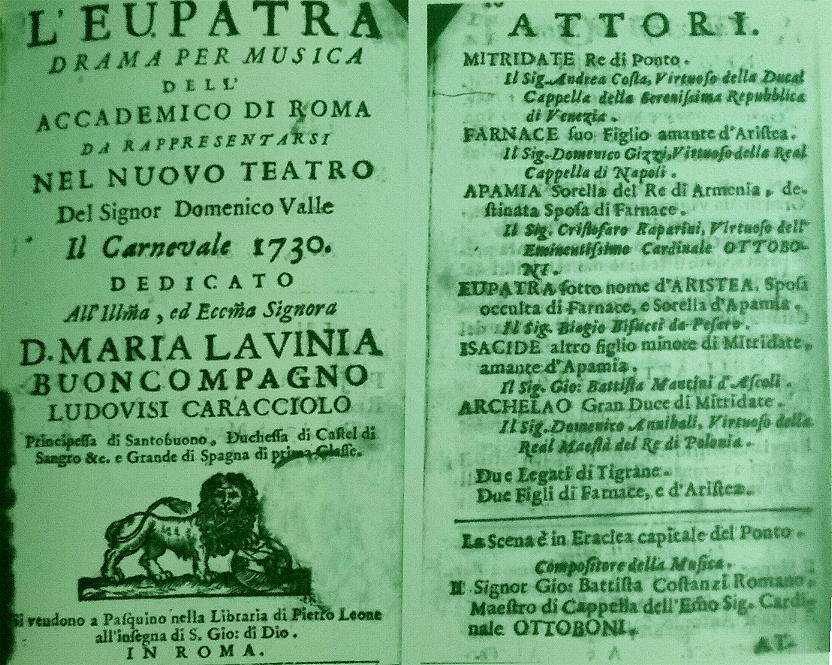 L'EUPATRA
DRAMA PER MUSICA
DELL'
ACCADEMICO DI ROMA
DA RAPPRESENTARSI
NEL NUOVO TEATRO
Del Signor Domenico Valle
Il Carnevale 1730.
DEDICATO
All'Illm̃a, ed Eccm̃a Signora
D. MARIA LAVINIA
BUONCOMPAGNO
LUDOVISI CARACCIOLO
Principeſſa di Santobuono, Ducheſſa di Caſtel di
Sangro &c. e Grande di Spagna di prima Claſſe.
Si vendono a Paſquino nella Libraria di Pietro Leone
all'inſegna di S. Gio: di Dio.
IN ROMA.
ATTORI.
MITRIDATE Re di Ponto.
Il Sig. Andrea Coſta, Virtuoſo della Ducal
Cappella della Sereniſſima Repubblica
di Venezia.
FARNACE ſuo Figlio amante d'Ariſtea.
Il Sig. Domenico Gizzi, Virtuoſo della Real
Cappella di Napoli.
APAMIA Sorella del Re di Armenia, de-
ſtinata Spoſa di Farnace.
Il Sig. Criſtofaro Raparini, Virtuoſo dell'
Eminentiſſimo Cardinale OTTOBO-
NI.
EUPATRA ſotto nome d'ARISTEA, Spoſa
occulta di Farnace, e Sorella d'Apamia.
Il Sig. Biagio Biſucci da Peſaro.
ISACIDE altro figlio minore di Mitridate,
amante d'Apamia.
Il Sig. Gio: Battiſta Mantini d'Aſcoli.
ARCHELAO Gran Duce di Mitridate.
Il Sig. Domenico Annibali, Virtuoſo della
Real Maeſtà del Re di Polonia.
Due Legati di Tigrane.
Due Figli di Farnace, e d'Ariſtea.
La Scena è in Eraclea capitale del Ponto.
Compoſitore della Muſica.
Il Signor Gio: Battiſta Coſtanzi Romano,
Maeſtro di Cappella dell'Em̃o Sig. Cardi-
nale OTTOBONI.